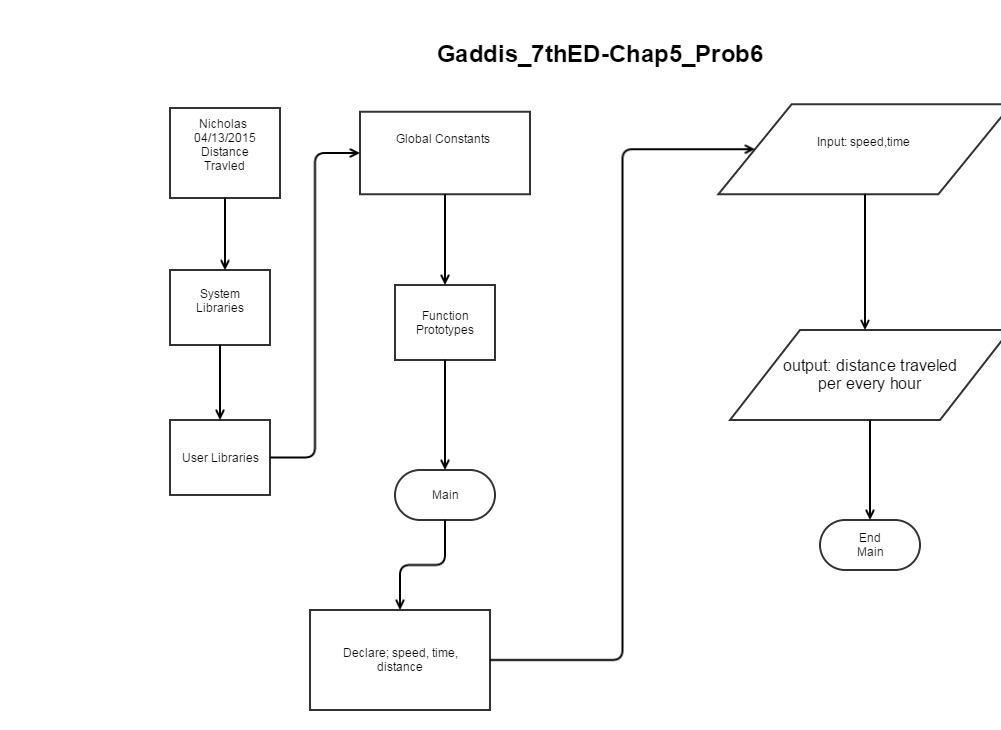 Gaddis_7thED-Chap5_Prob6
Nicholas
04/13/2015
Distance
Travled
System
Libraries
User Libraries
Global Constants
Function
Prototypes
Main
Declare; speed, time,
distance
Input: speed,time
output: distance traveled
per every hour
End
Main